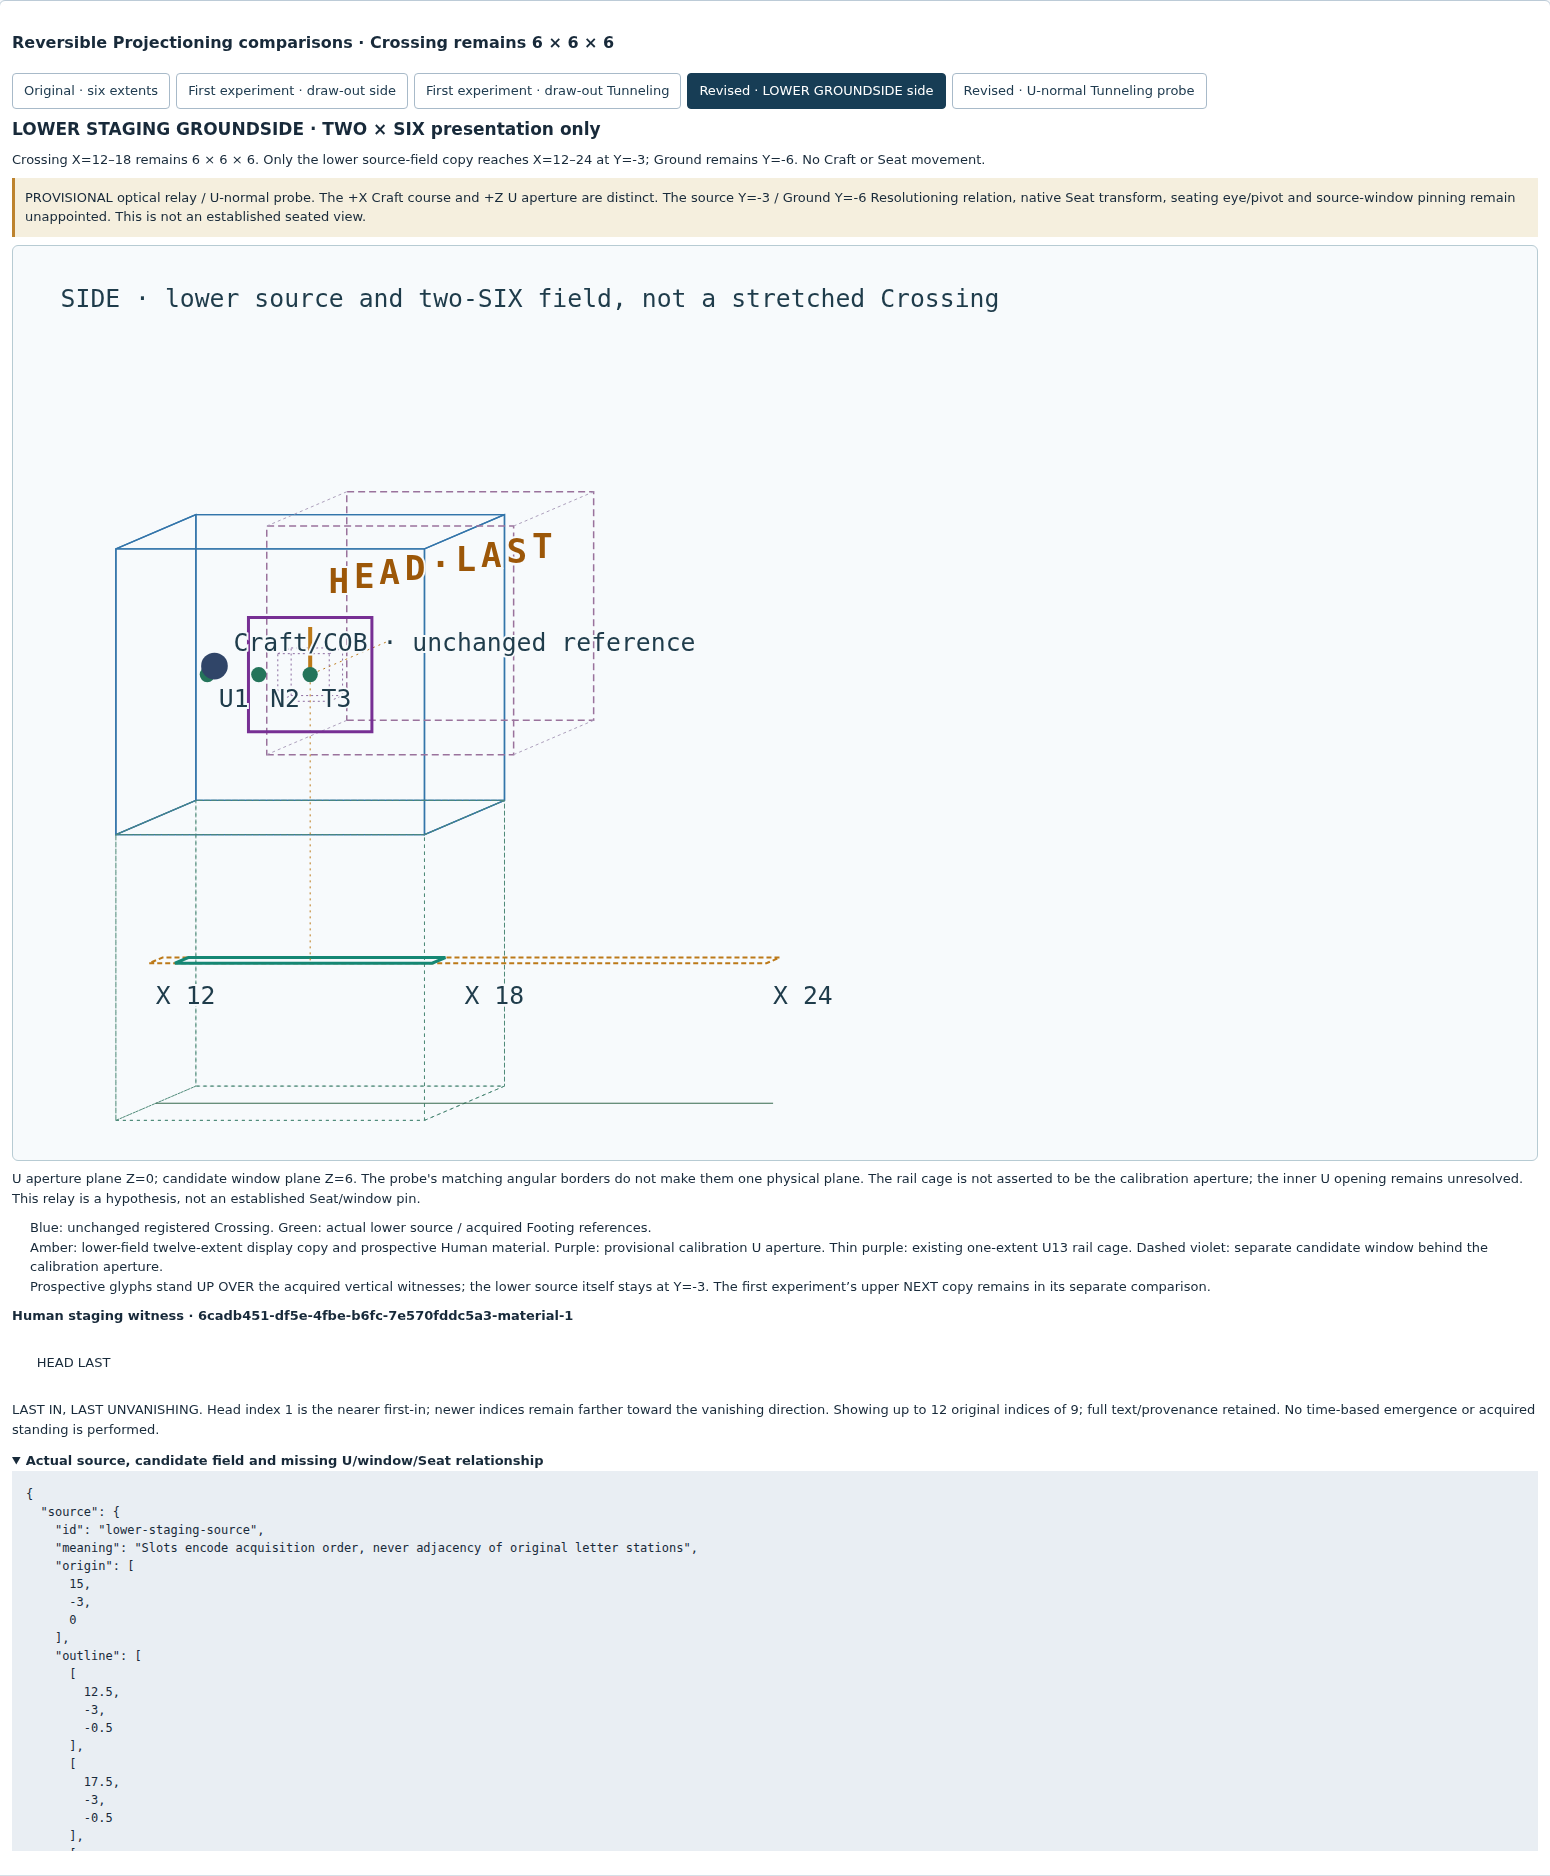 Reversible Projectioning comparisons · Crossing remains 6 × 6 × 6
Original · six extents
First experiment · draw-out side
First experiment · draw-out Tunneling
Revised · LOWER GROUNDSIDE side
Revised · U-normal Tunneling probe
LOWER STAGING GROUNDSIDE · TWO × SIX presentation only
Crossing X=12–18 remains 6 × 6 × 6. Only the lower source-field copy reaches X=12–24 at Y=-3; Ground remains Y=-6. No Craft or Seat movement.
PROVISIONAL optical relay / U-normal probe. The +X Craft course and +Z U aperture are distinct. The source Y=-3 / Ground Y=-6 Resolutioning relation, native Seat transform, seating eye/pivot and source-window pinning remain
unappointed. This is not an established seated view.
SIDE · lower source and two-SIX field, not a stretched Crossing
HEAD·LAST
Craft/COB · unchanged reference
U1 N2 T3
X 12
X 18
X 24
U aperture plane Z=0; candidate window plane Z=6. The probe's matching angular borders do not make them one physical plane. The rail cage is not asserted to be the calibration aperture; the inner U opening remains unresolved.
This relay is a hypothesis, not an established Seat/window pin.
Blue: unchanged registered Crossing. Green: actual lower source / acquired Footing references.
Amber: lower-field twelve-extent display copy and prospective Human material. Purple: provisional calibration U aperture. Thin purple: existing one-extent U13 rail cage. Dashed violet: separate candidate window behind the
calibration aperture.
Prospective glyphs stand UP OVER the acquired vertical witnesses; the lower source itself stays at Y=-3. The first experiment’s upper NEXT copy remains in its separate comparison.
Human staging witness · 6cadb451-df5e-4fbe-b6fc-7e570fddc5a3-material-1
HEAD LAST
LAST IN, LAST UNVANISHING. Head index 1 is the nearer first-in; newer indices remain farther toward the vanishing direction. Showing up to 12 original indices of 9; full text/provenance retained. No time-based emergence or acquired
standing is performed.
▼ Actual source, candidate field and missing U/window/Seat relationship
{
"source": {
"id": "lower-staging-source",
"meaning": "Slots encode acquisition order, never adjacency of original letter stations",
"origin": [
15,
-3,
0
],
"outline": [
[
12.5,
-3,
-0.5
],
[
17.5,
-3,
-0.5
],
[